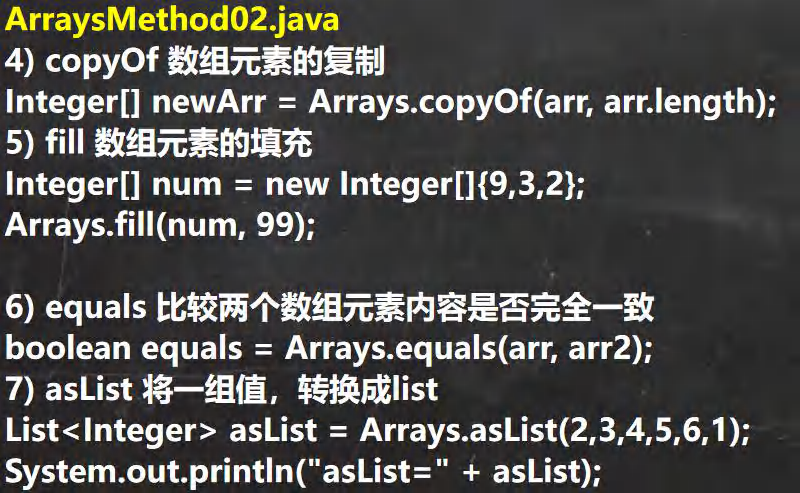 ArraysMethod02.java
4) copyOf 数组元素的复制
Integer[] newArr = Arrays.copyOf(arr, arr.length);
5) fill 数组元素的填充
Integer[] num = new Integer[]{9,3,2};
Arrays.fill(num, 99);
6) equals 比较两个数组元素内容是否完全一致
boolean equals = Arrays.equals(arr, arr2);
7) asList 将一组值，转换成list
List<Integer> asList = Arrays.asList(2,3,4,5,6,1);
System.out.println("asList=" + asList);